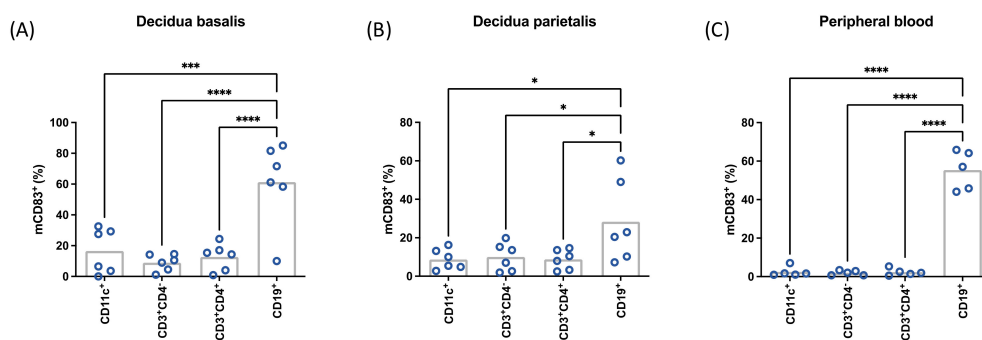 (A)
Decidua basalis
***
****
****
mCD83⁺ (%)
100
80
60
40
20
0
CD11c⁺
CD3⁺CD4⁻
CD3⁺CD4⁺
CD19⁺
(B)
Decidua parietalis
*
*
*
mCD83⁺ (%)
80
60
40
20
0
CD11c⁺
CD3⁺CD4⁻
CD3⁺CD4⁺
CD19⁺
(C)
Peripheral blood
****
****
****
mCD83⁺ (%)
80
60
40
20
0
CD11c⁺
CD3⁺CD4⁻
CD3⁺CD4⁺
CD19⁺